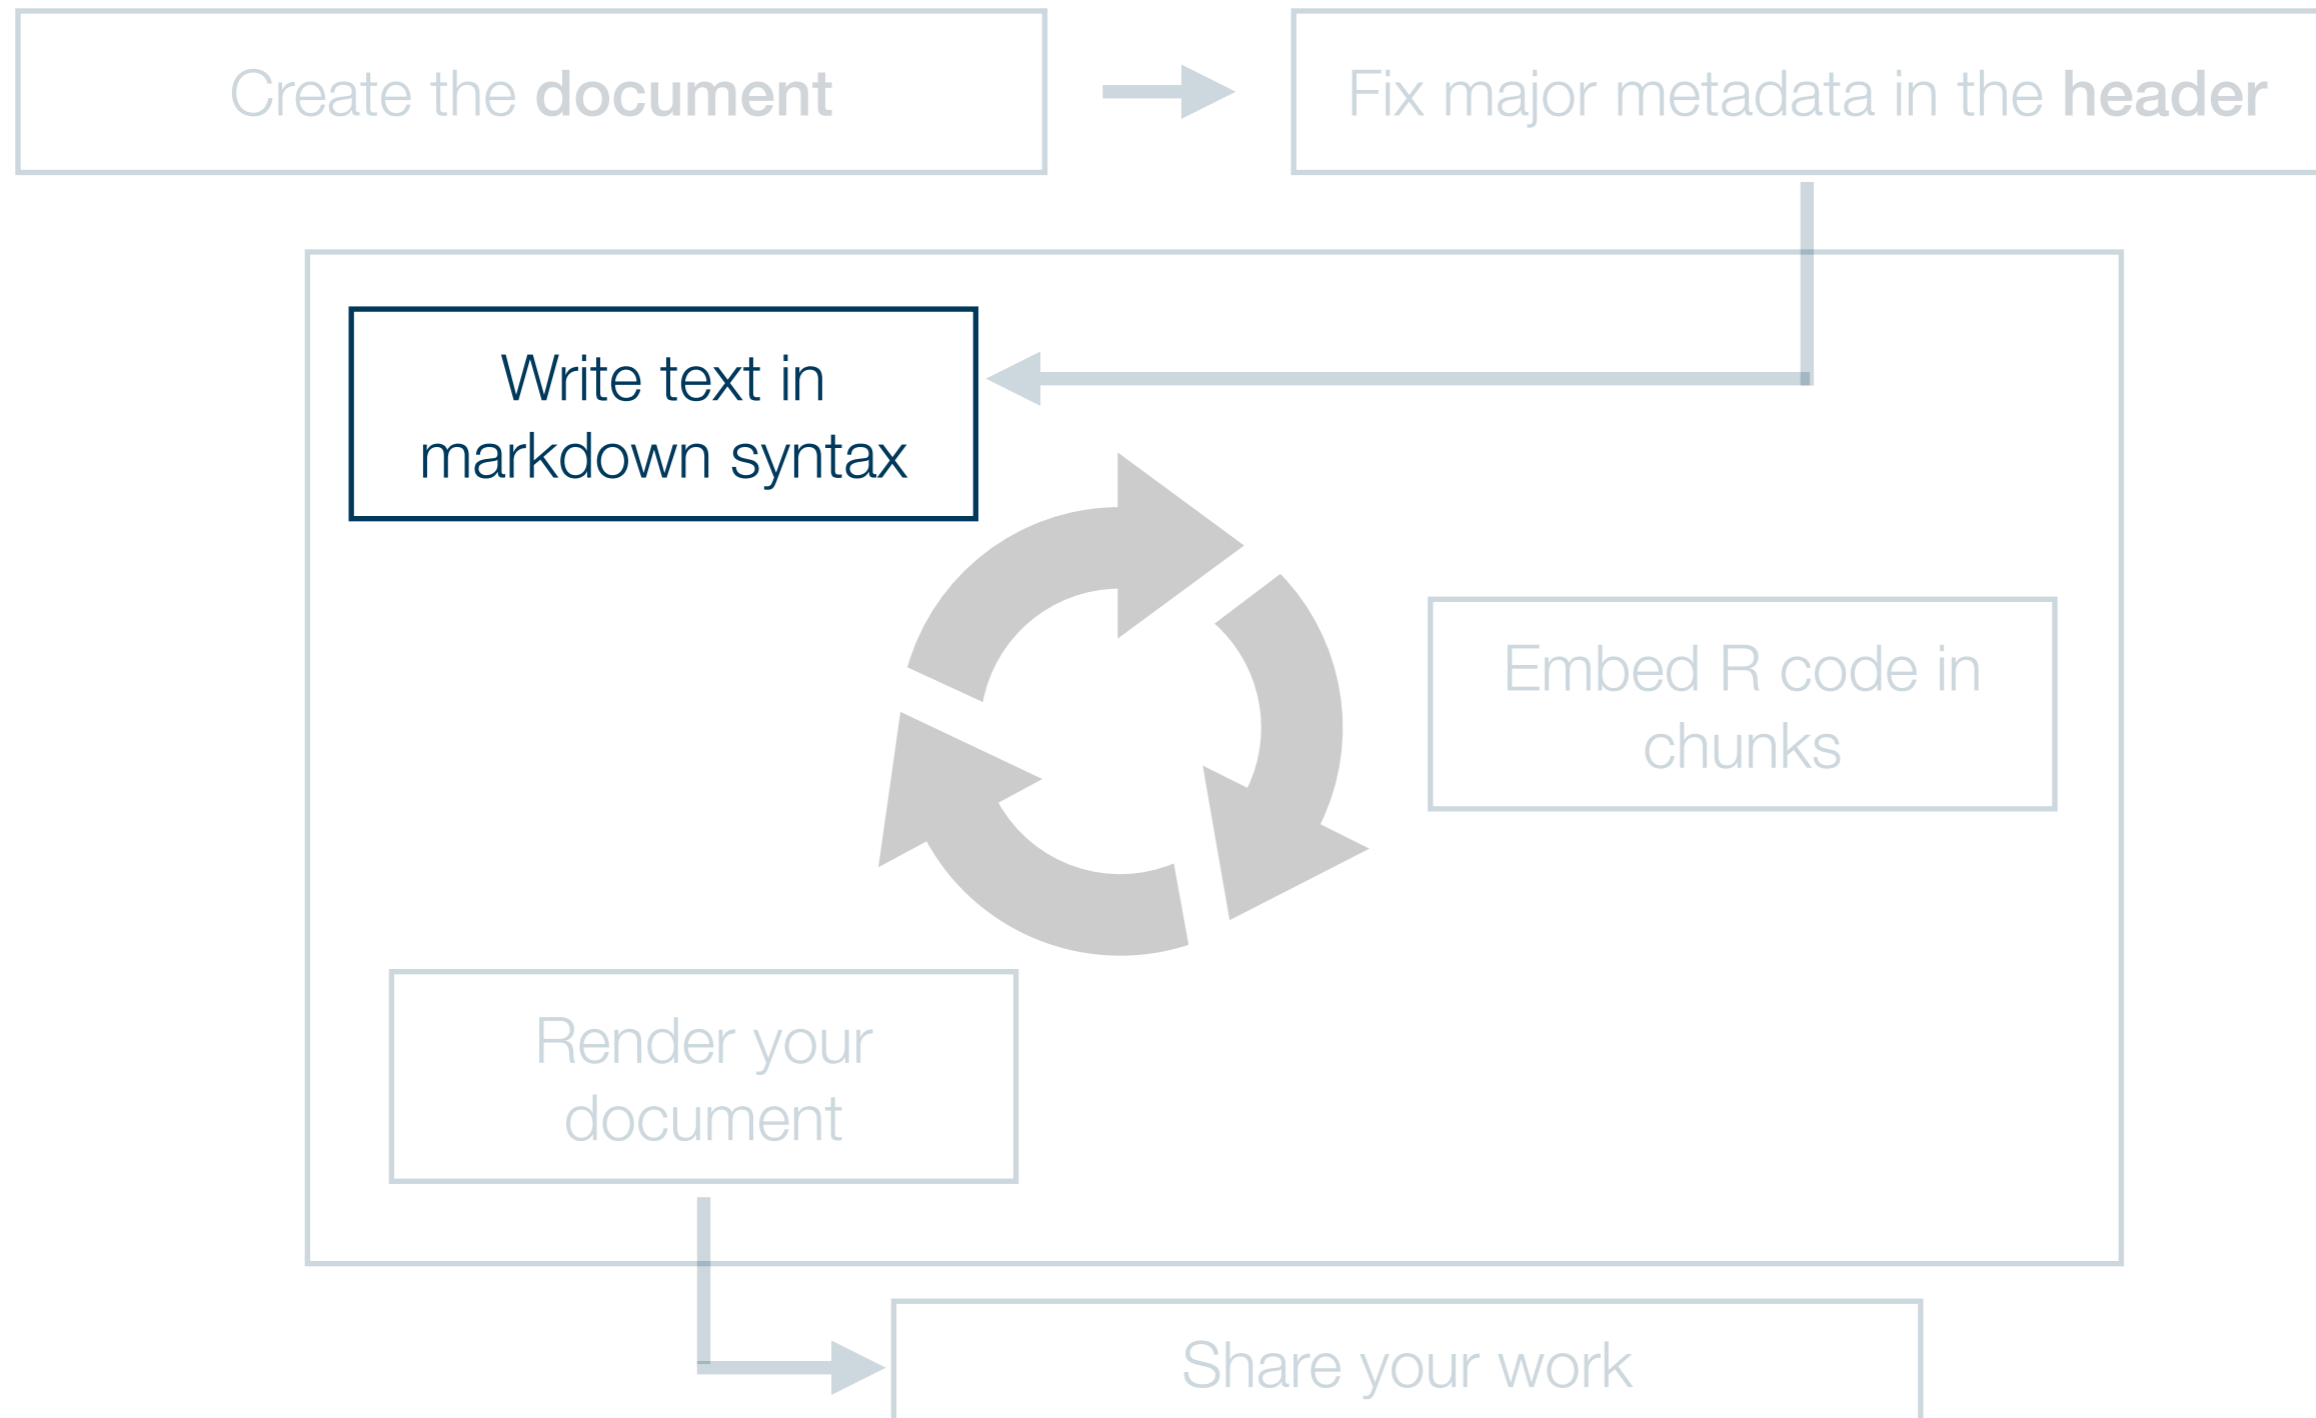 Create the document
Fix major metadata in the header
Write text in
markdown syntax
Embed R code in
chunks
Render your
document
Share your work